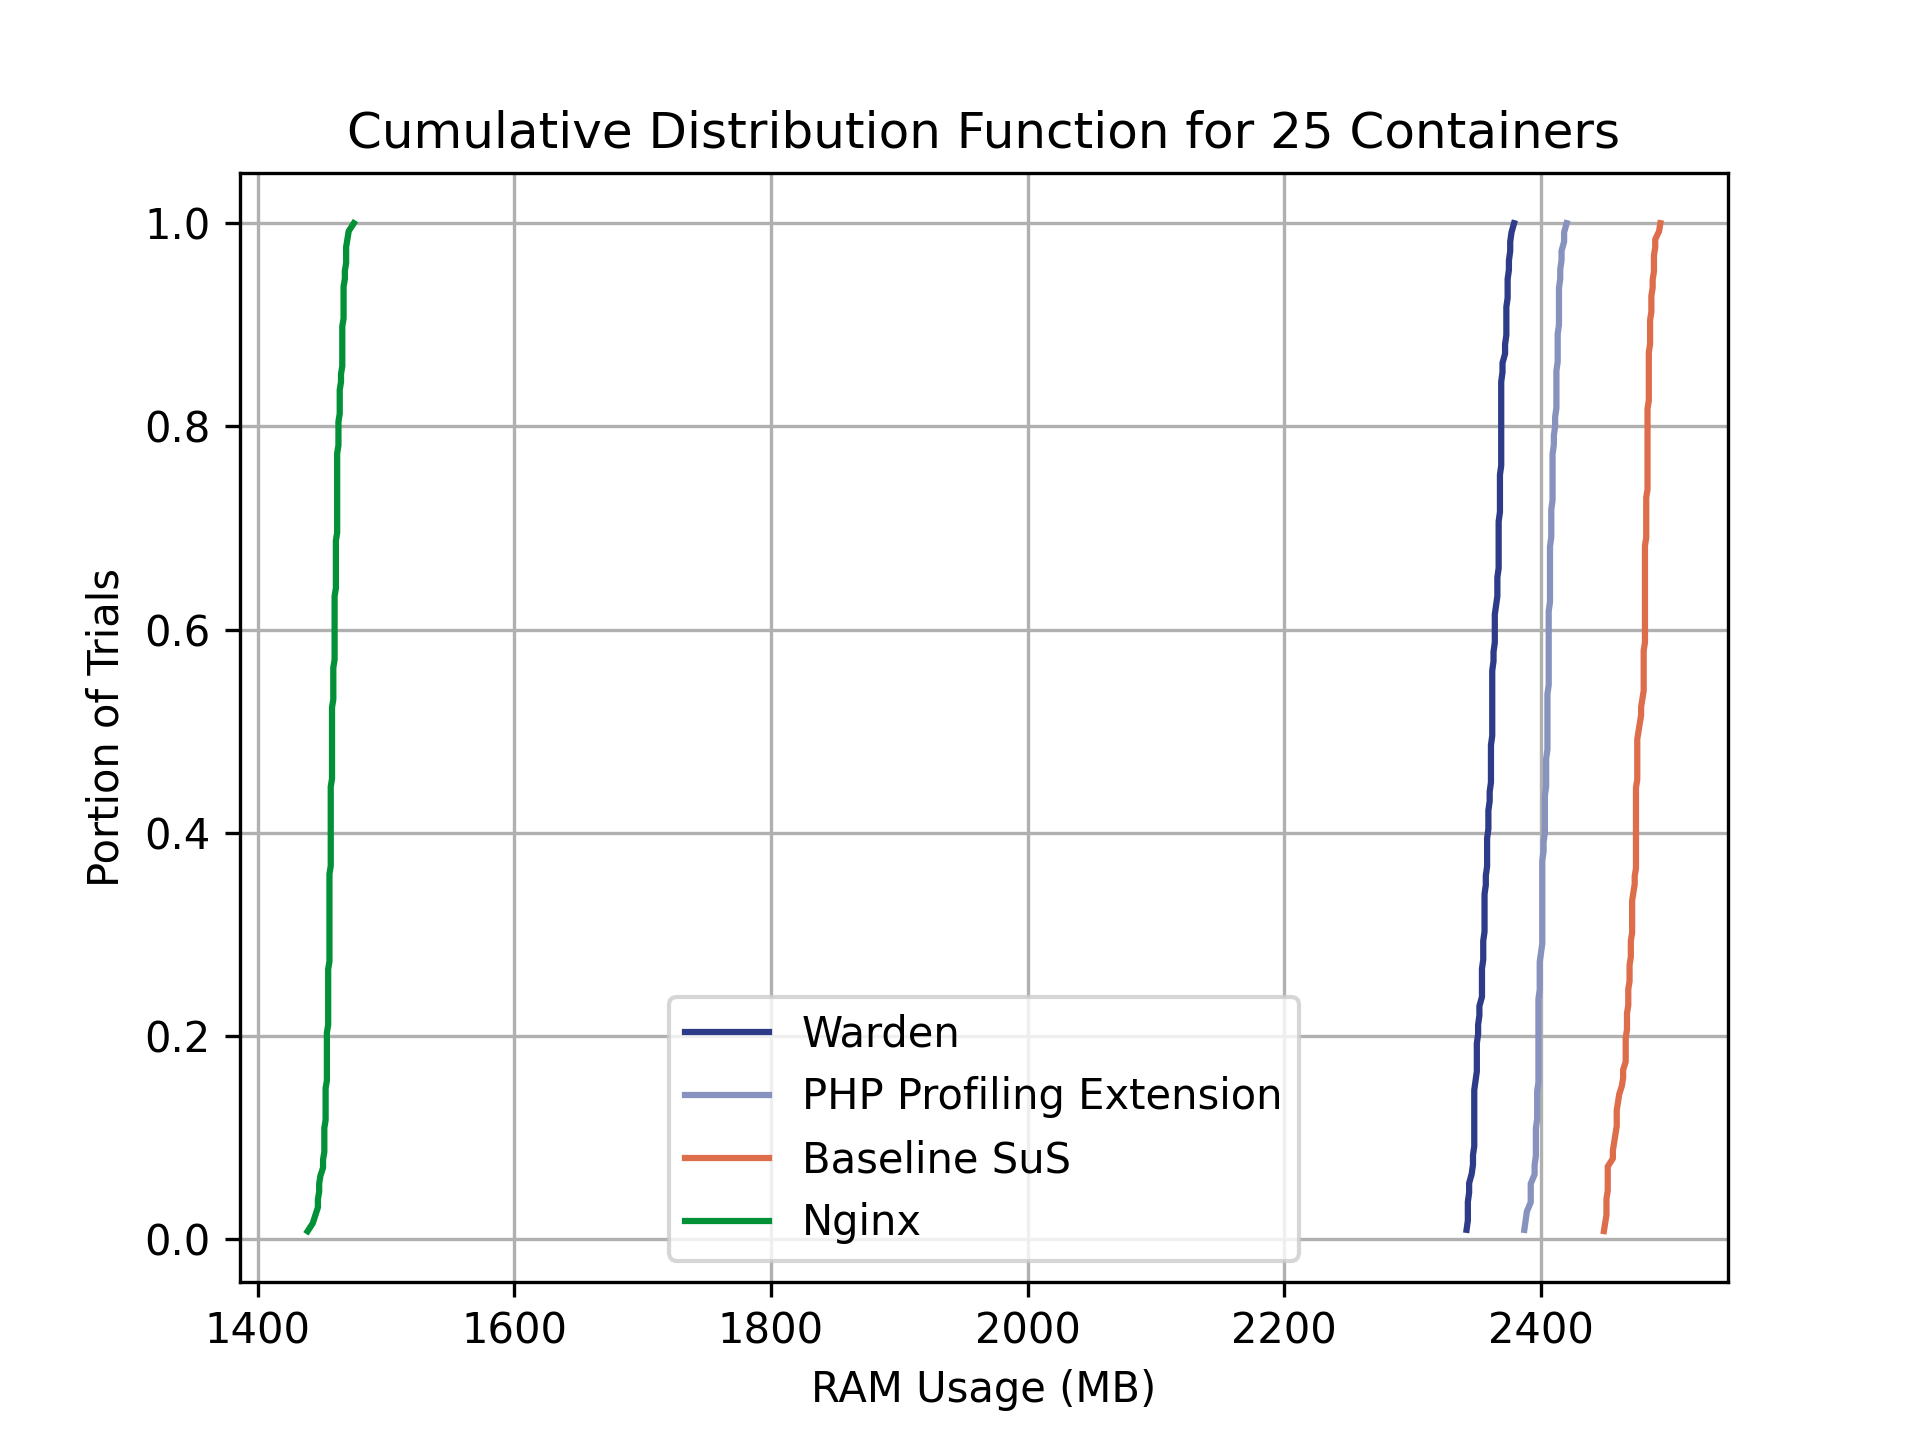 Cumulative Distribution Function for 25 Containers
1.0
0.8
0.6
0.4
0.2
0.0
Portion of Trials
Warden
PHP Profiling Extension
Baseline SuS
Nginx
1400 1600 1800 2000 2200 2400
RAM Usage (MB)